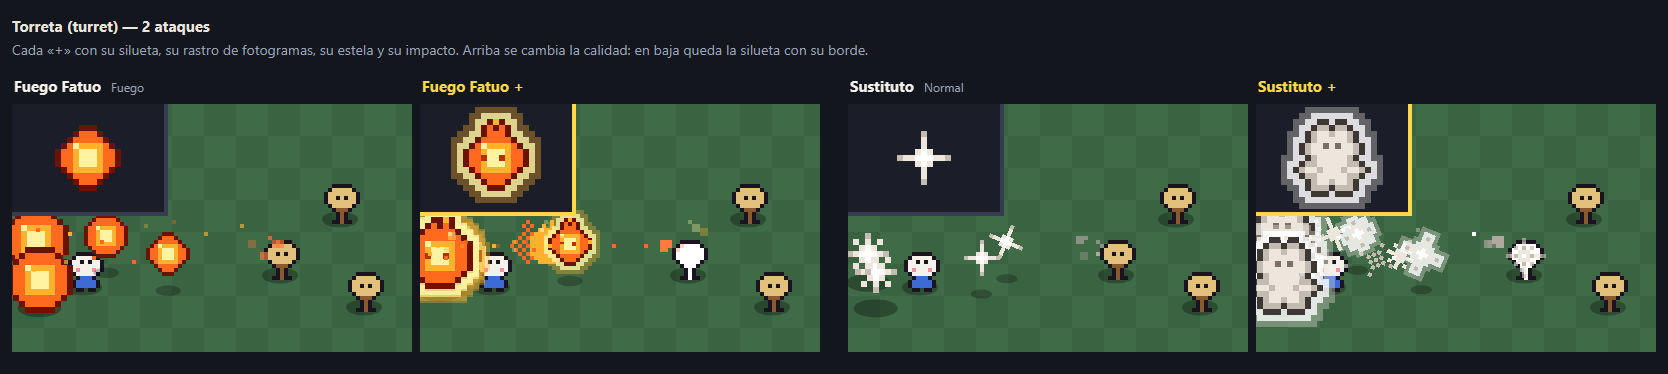 Torreta (turret) — 2 ataques
Cada «+» con su silueta, su rastro de fotogramas, su estela y su impacto. Arriba se cambia la calidad: en baja queda la silueta con su borde.
Fuego Fatuo Fuego
Fuego Fatuo +
Sustituto Normal
Sustituto +